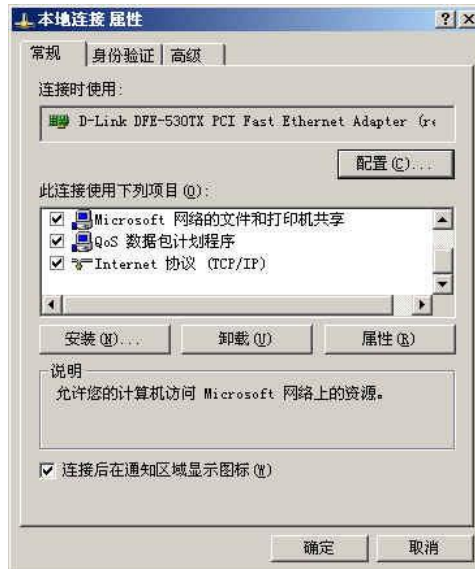 本地连接 属性
常规 身份验证 高级
连接时使用:
D-Link DFE-530TX PCI Fast Ethernet Adapter (re
配置(C)...
此连接使用下列项目(O):
Microsoft 网络的文件和打印机共享
QoS 数据包计划程序
Internet 协议 (TCP/IP)
安装(N)... 卸载(U) 属性(R)
说明
允许您的计算机访问 Microsoft 网络上的资源。
连接后在通知区域显示图标(W)
确定 取消